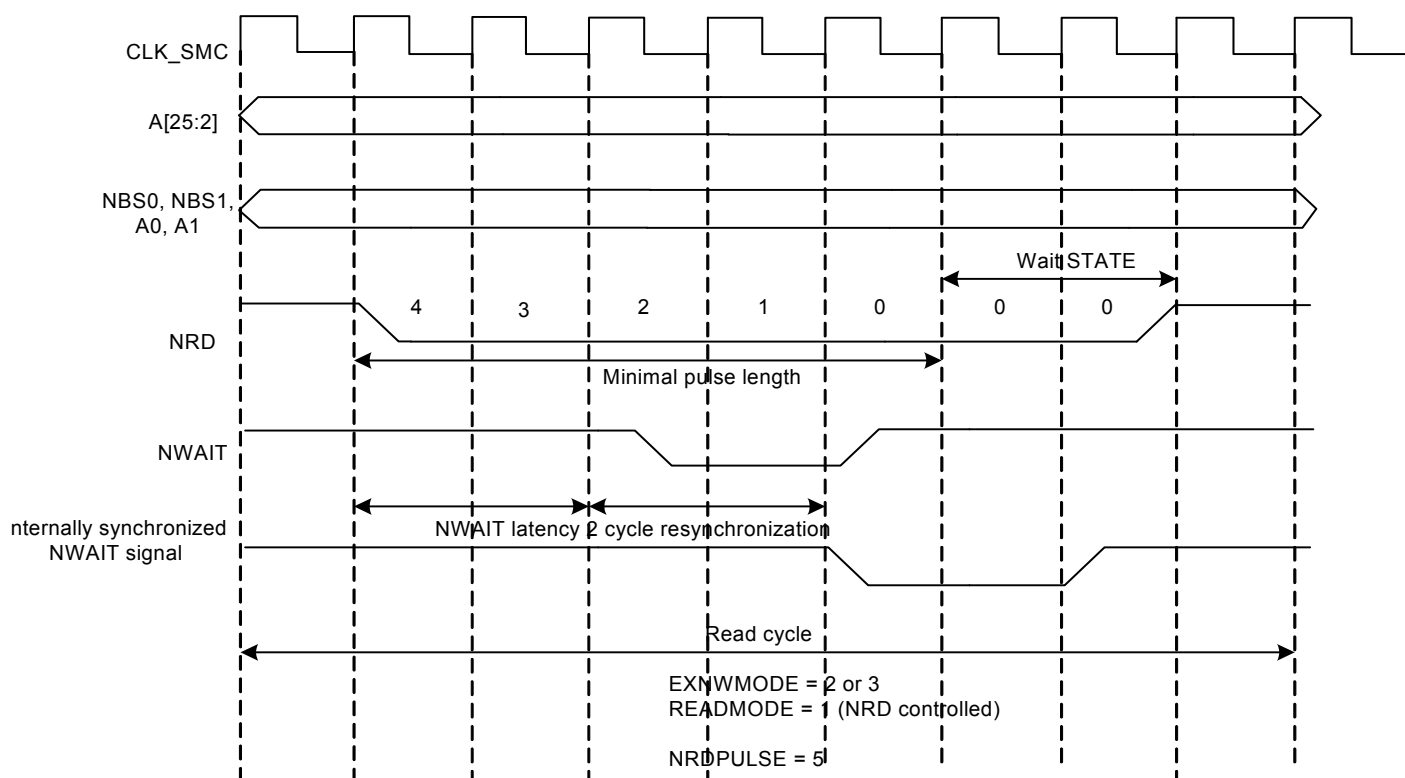 CLK_SMC
A[25:2]
NBS0, NBS1,
A0, A1
Wait STATE
4 3 2 1 0 0 0
NRD
Minimal pulse length
NWAIT
NWAIT latency 2 cycle resynchronization
nternally synchronized
NWAIT signal
Read cycle
EXNWMODE = 2 or 3
READMODE = 1 (NRD controlled)
NRDPULSE = 5